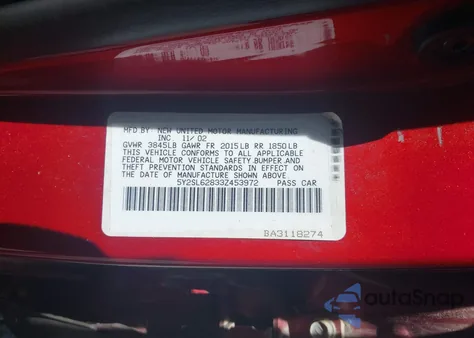 MFD BY NEW UNITED MOTOR MANUFACTURING
INC 11/02
GVWR 3845LB GAWR FR 2015LB RR 1850LB
THIS VEHICLE CONFORMS TO ALL APPLICABLE
FEDERAL MOTOR VEHICLE SAFETY,BUMPER,AND
THEFT PREVENTION STANDARDS IN EFFECT ON
THE DATE OF MANUFACTURE SHOWN ABOVE.
5Y2SL62833Z453972 PASS CAR
BA3118274
autoSnap